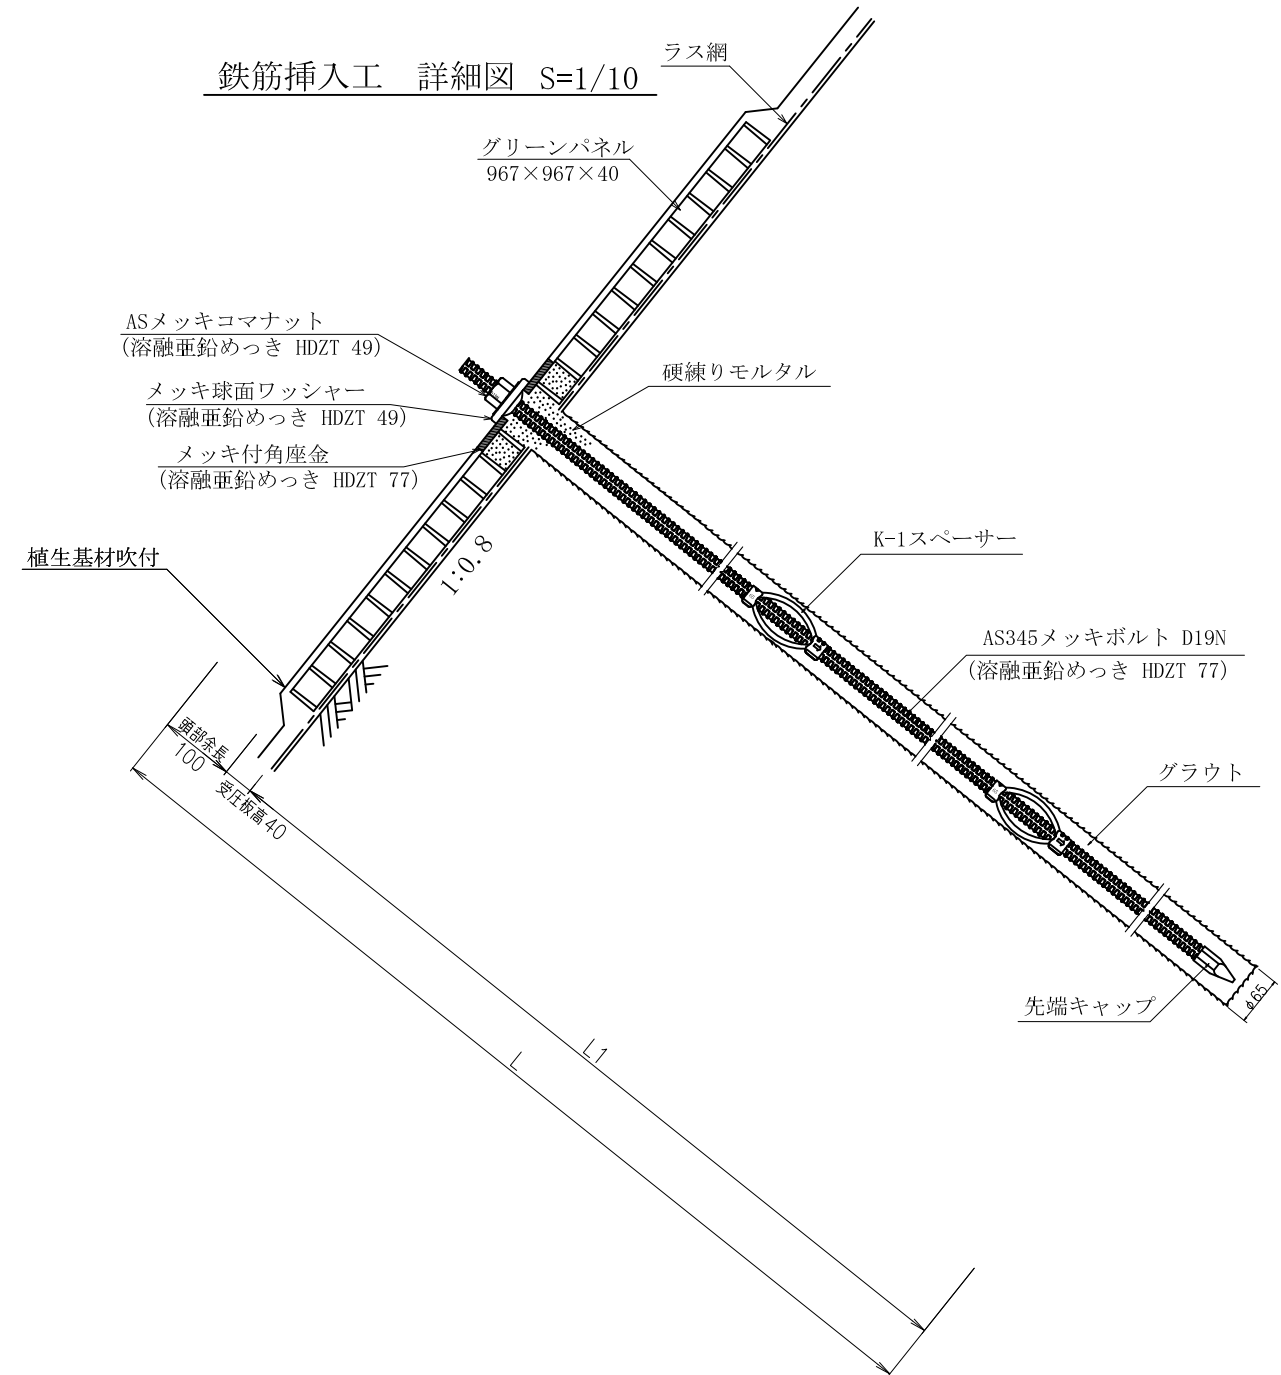 鉄筋挿入工　詳細図　S=1/10
ラス網
グリーンパネル
967×967×40
ASメッキコマナット
(溶融亜鉛めっき HDZT 49)
メッキ球面ワッシャー
(溶融亜鉛めっき HDZT 49)
メッキ付角座金
(溶融亜鉛めっき HDZT 77)
硬練りモルタル
植生基材吹付
1:0.8
K-1スペーサー
AS345メッキボルト D19N
(溶融亜鉛めっき HDZT 77)
グラウト
先端キャップ
φ65
頭部余長
100
受圧板高40
L1
L